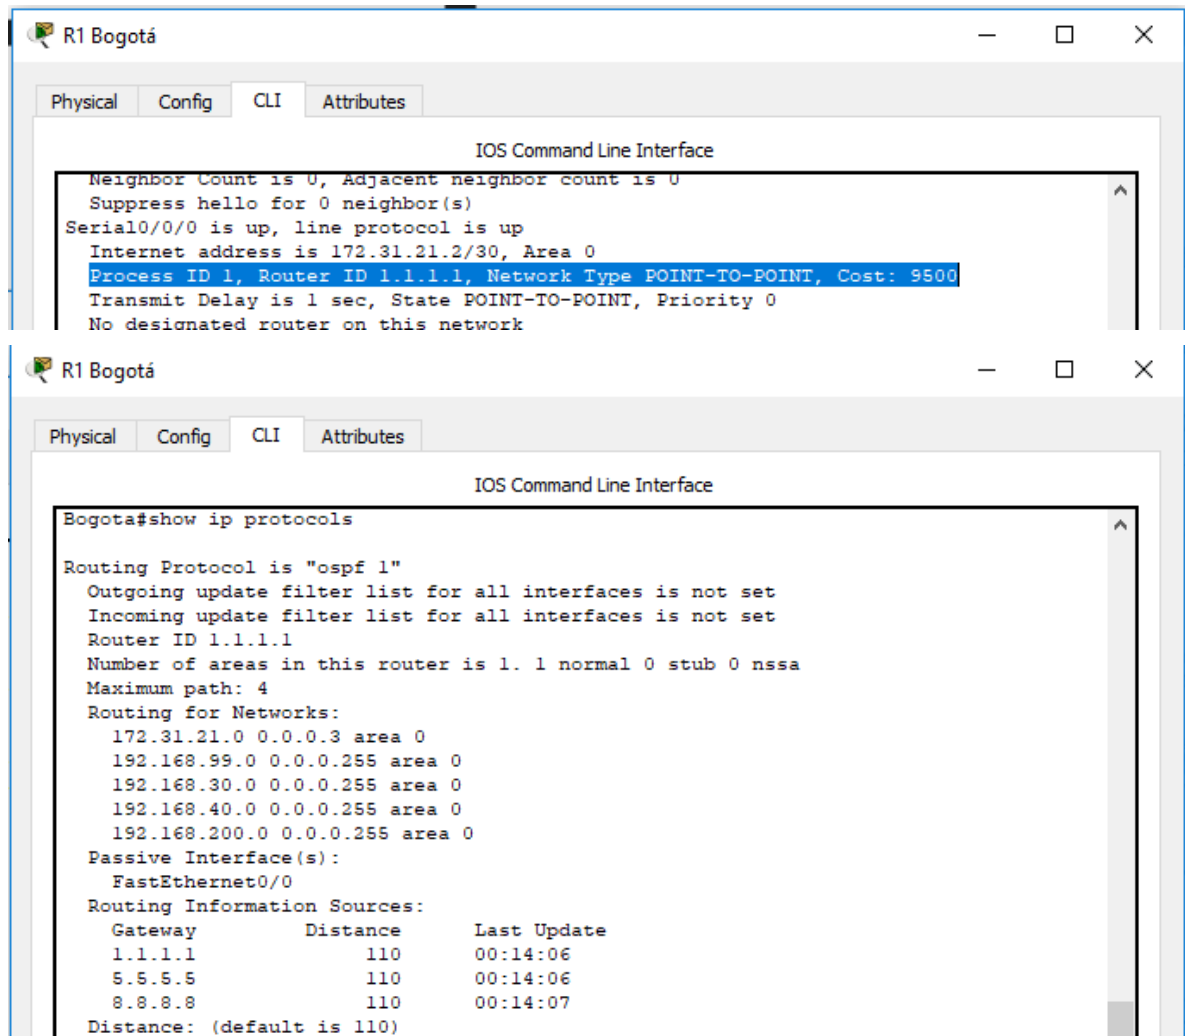 R1 Bogotá
Physical Config CLI Attributes
IOS Command Line Interface
Neighbor Count is 0, Adjacent neighbor count is 0
Suppress hello for 0 neighbor(s)
Serial0/0/0 is up, line protocol is up
Internet address is 172.31.21.2/30, Area 0
Process ID 1, Router ID 1.1.1.1, Network Type POINT-TO-POINT, Cost: 9500
Transmit Delay is 1 sec, State POINT-TO-POINT, Priority 0
No designated router on this network
R1 Bogotá
Physical Config CLI Attributes
IOS Command Line Interface
Bogota#show ip protocols
Routing Protocol is "ospf 1"
Outgoing update filter list for all interfaces is not set
Incoming update filter list for all interfaces is not set
Router ID 1.1.1.1
Number of areas in this router is 1. 1 normal 0 stub 0 nssa
Maximum path: 4
Routing for Networks:
172.31.21.0 0.0.0.3 area 0
192.168.99.0 0.0.0.255 area 0
192.168.30.0 0.0.0.255 area 0
192.168.40.0 0.0.0.255 area 0
192.168.200.0 0.0.0.255 area 0
Passive Interface(s):
FastEthernet0/0
Routing Information Sources:
Gateway Distance Last Update
1.1.1.1 110 00:14:06
5.5.5.5 110 00:14:06
8.8.8.8 110 00:14:07
Distance: (default is 110)